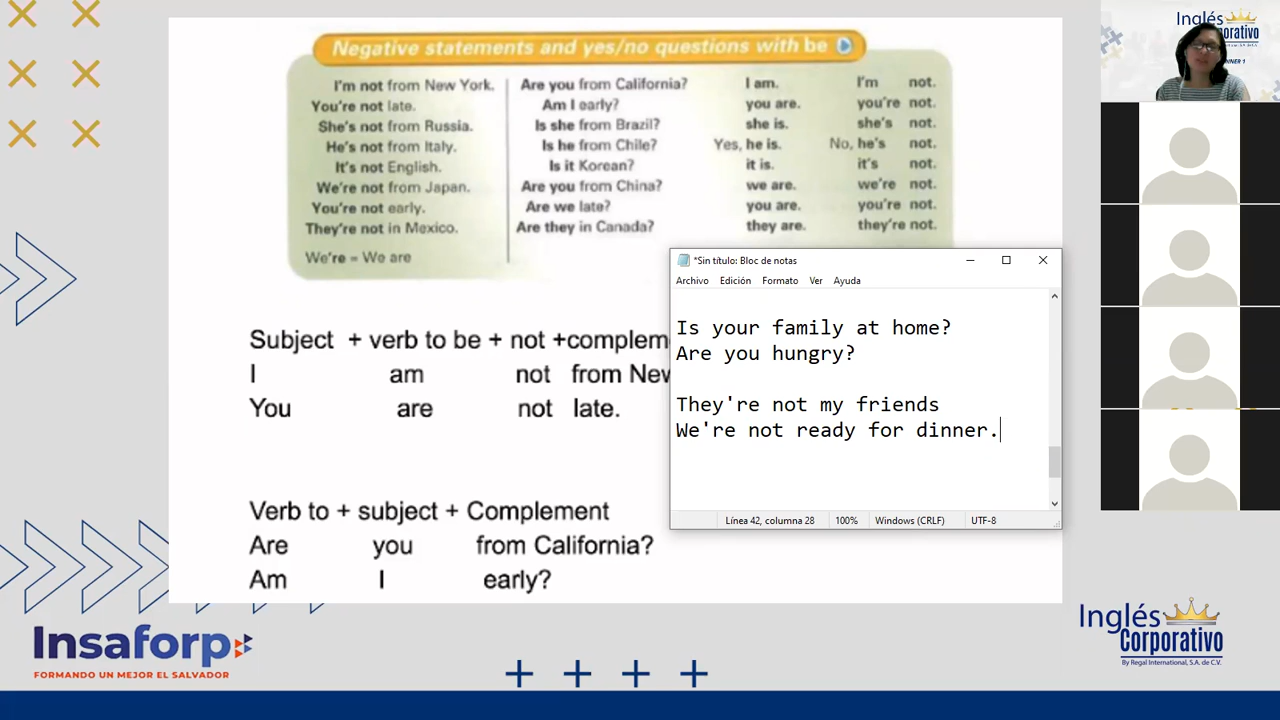 Negative statements and yes/no questions with be
I'm not from New York.
You're not late.
She's not from Russia.
He's not from Italy.
It's not English.
We're not from Japan.
You're not early.
They're not in Mexico.
We're = We are
Are you from California?
Am I early?
Is she from Brazil?
Is he from Chile?
Is it Korean?
Are you from China?
Are we late?
Are they in Canada?
I am.
you are.
she is.
Yes, he is.
it is.
we are.
you are.
they are.
I'm not.
you're not.
she's not.
No, he's not.
it's not.
we're not.
you're not.
they're not.
Subject + verb to be + not +complem
I am not from New
You are not late.
Verb to + subject + Complement
Are you from California?
Am I early?
*Sin título: Bloc de notas
Archivo Edición Formato Ver Ayuda
Is your family at home?
Are you hungry?
They're not my friends
We're not ready for dinner.
Línea 42, columna 28 100% Windows (CRLF) UTF-8
Inglés
NNER 1
Insaforp
FORMANDO UN MEJOR EL SALVADOR
Inglés
Corporativo
By Regal International, S.A. de C.V.